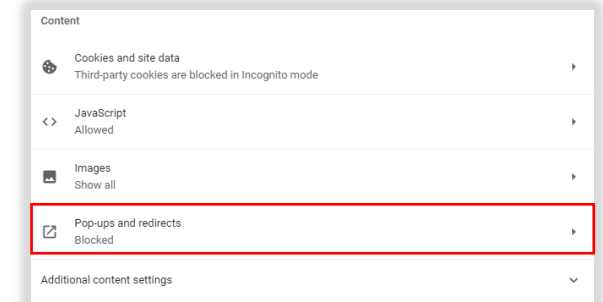 Content
Cookies and site data
Third-party cookies are blocked in Incognito mode
JavaScript
Allowed
Images
Show all
Pop-ups and redirects
Blocked
Additional content settings